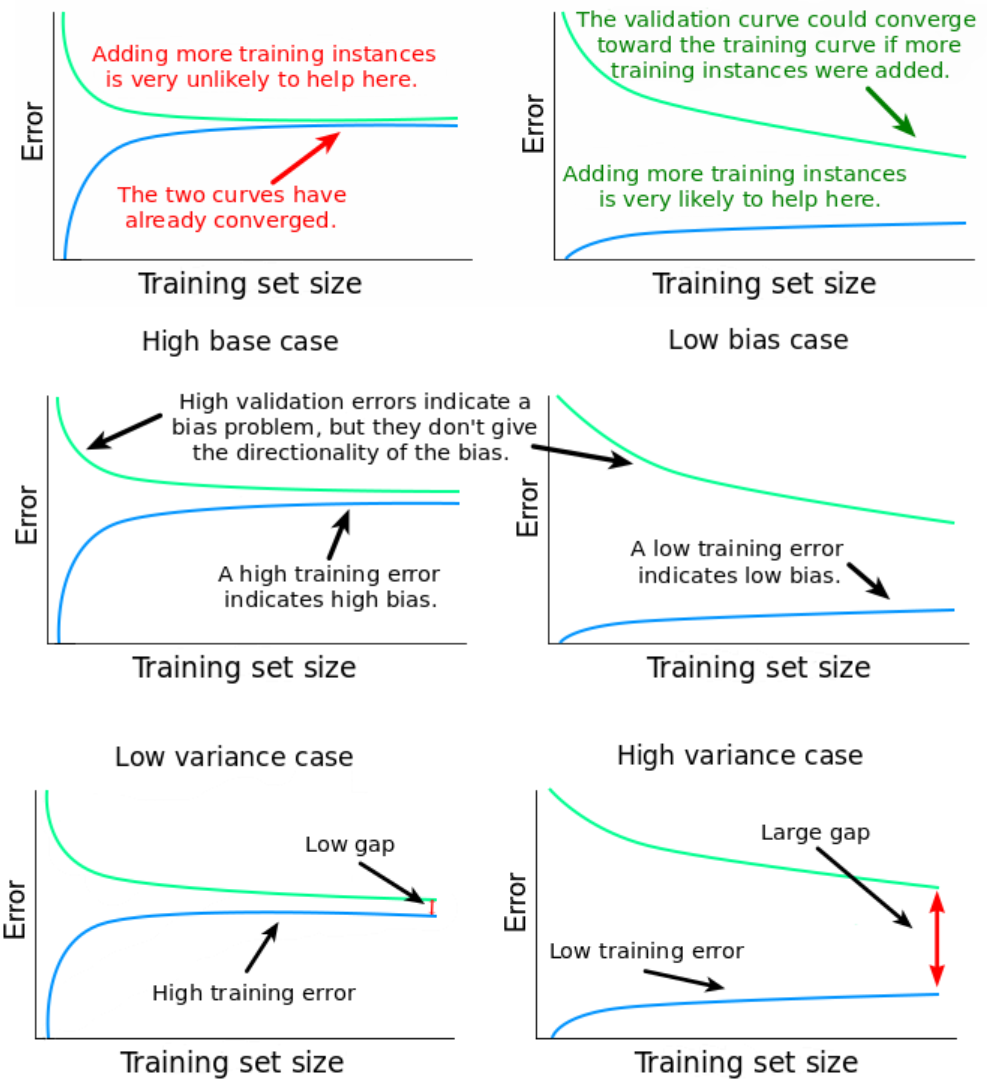 Adding more training instances
is very unlikely to help here.
The two curves have
already converged.
Error
Training set size
The validation curve could converge
toward the training curve if more
training instances were added.
Adding more training instances
is very likely to help here.
Error
Training set size
High base case
Low bias case
High validation errors indicate a
bias problem, but they don't give
the directionality of the bias.
Error
A high training error
indicates high bias.
Training set size
Error
A low training error
indicates low bias.
Training set size
Low variance case
High variance case
Low gap
Error
High training error
Training set size
Large gap
Error
Low training error
Training set size